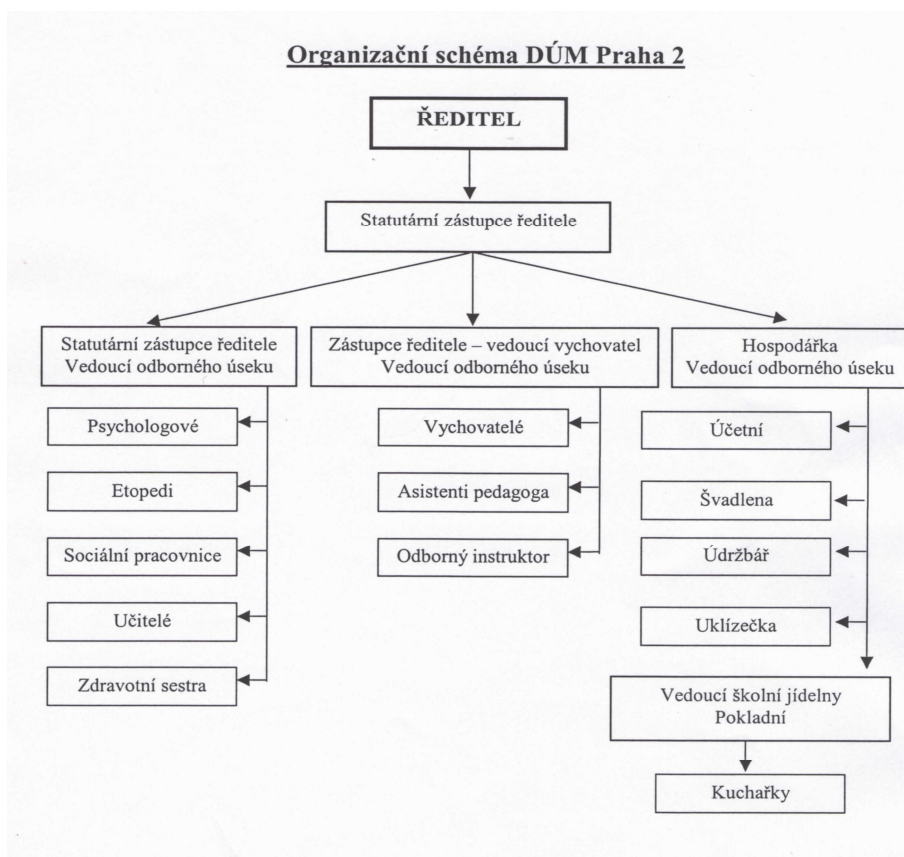 Organizační schéma DÚM Praha 2
ŘEDITEL
Statutární zástupce ředitele
Statutární zástupce ředitele
Vedoucí odborného úseku
Psychologové
Etopedi
Sociální pracovnice
Učitelé
Zdravotní sestra
Zástupce ředitele – vedoucí vychovatel
Vedoucí odborného úseku
Vychovatelé
Asistenti pedagoga
Odborný instruktor
Hospodářka
Vedoucí odborného úseku
Účetní
Švadlena
Údržbář
Uklízečka
Vedoucí školní jídelny
Pokladní
Kuchařky